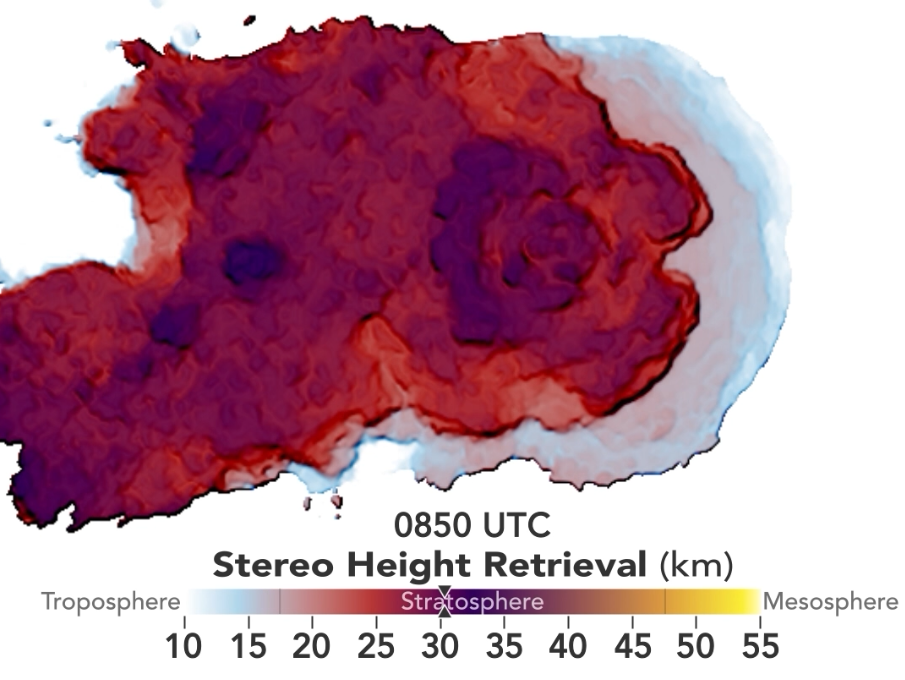 0850 UTC
Stereo Height Retrieval (km)
Troposphere Stratosphere Mesosphere
10 15 20 25 30 35 40 45 50 55